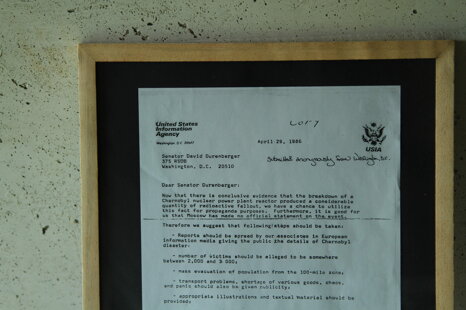 United States
Information
Agency
COPY
Washington D.C. 20547
April 29, 1986
USIA
Senator David Durenberger
375 RSOB
Washington, D.C. 20510
Submitted anonymously from Washington, D.C.
Dear Senator Durenberger:
Now that there is conclusive evidence that the breakdown of a
Chernobyl nuclear power plant reactor produced a considerable
quantity of radioactive fallout, we have a chance to utilize
this fact for propaganda purposes. Furthermore, it is good for
us that Moscow has made no official statement on the event.
Therefore we suggest that following steps should be taken:
- Reports should be spread by our associates in European
information media giving the public the details of Chernobyl
disaster.
- number of victims should be alleged to be somewhere
between 2,000 and 3 000;
- mass evacuation of population from the 100-mile zone;
- transport problems, shortage of various goods, chaos,
and panic should also be given publicity;
- appropriate illustrations and textual material should be
provided;